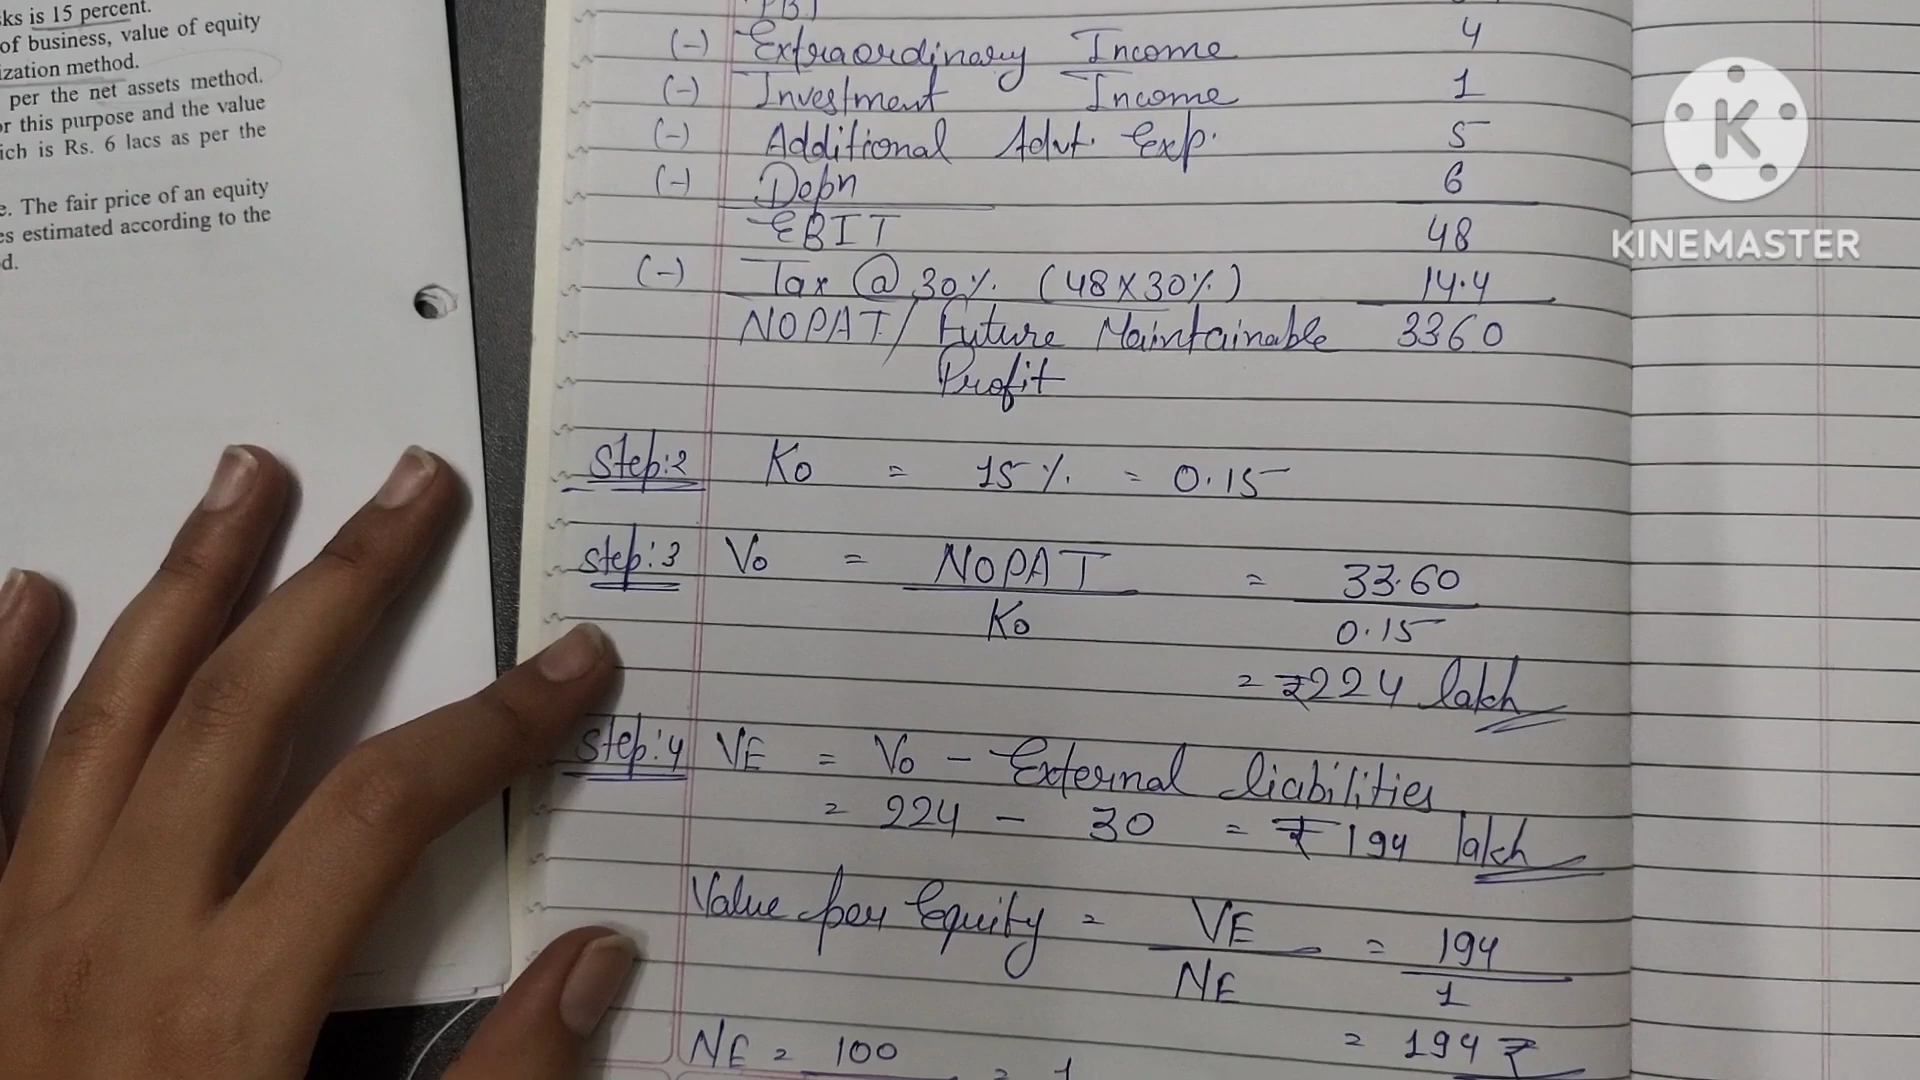 ks is 15 percent.
of business, value of equity
ization method.
per the net assets method.
r this purpose and the value
ich is Rs. 6 lacs as per the
e. The fair price of an equity
es estimated according to the
d.
(-) Extraordinary Income 4
(-) Investment Income 1
(-) Additional Advt. Exp. 5
(-) Depn 6
EBIT 48
(-) Tax @ 30% (48X30%) 14.4
NOPAT/ Future Maintainable 3360
Profit
Step:2 Ko = 15% = 0.15
Step:3 Vo = NOPAT = 33.60
Ko 0.15
= ₹224 lakh
Step:4 VE = Vo - External liabilities
= 224 - 30 = ₹194 lakh
Value per Equity = VE = 194
NE 1
= 194 ₹
NE = 100 = 1
K
KINEMASTER